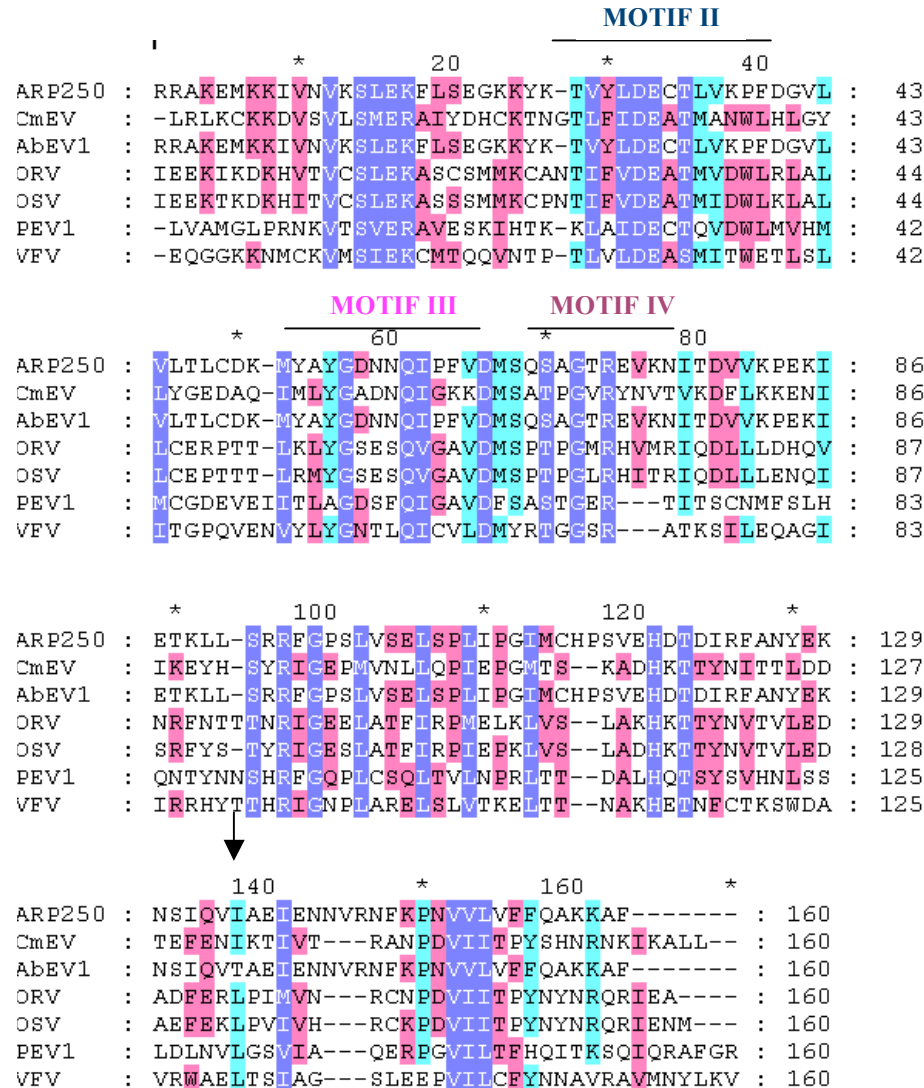 MOTIF II
* 20 * 40
ARP250 : RRAKEMKKIVNVKSLEKFLSEGKKYK-TVYLDECTLVKPFDGVL : 43
CmEV : -LRLKCKKDVSVLSMERAIYDHCKTNGTLFIDEATMANWLHLGY : 43
AbEV1 : RRAKEMKKIVNVKSLEKFLSEGKKYK-TVYLDECTLVKPFDGVL : 43
ORV : IEEKIKDKHVTVCSLEKASCSMMKCANTIFVDEATMVDWLRLAL : 44
OSV : IEEKTKDKHITVCSLEKASSSMMKCPNTIFVDEATMIDWLKLAL : 44
PEV1 : -LVAMGLPRNKVTSVERAVESKIHTK-KLAIDECTQVDWLMVHM : 42
VFV : -EQGGKKNMCKVMSIEKCMTQQVNTP-TLVLDEASMITWETLSL : 42
MOTIF III MOTIF IV
* 60 * 80
ARP250 : VLTLCDK-MYAYGDNNQIPFVDMSQSAGTREVKNITDVVKPEKI : 86
CmEV : LYGEDAQ-IMLYGADNQIGKKDMSATPGVRYNVTVKDFLKKENI : 86
AbEV1 : VLTLCDK-MYAYGDNNQIPFVDMSQSAGTREVKNITDVVKPEKI : 86
ORV : LCERPTT-LKLYGSESQVGAVDMSPTPGMRHVMRIQDLLLDHQV : 87
OSV : LCEPTTT-LRMYGSESQVGAVDMSPTPGLRHITRIQDLLLENQI : 87
PEV1 : MCGDEVEIITLAGDSFQIGAVDFSASTGER---TITSCNMFSLH : 83
VFV : ITGPQVENVYLYGNTLQICVLDMYRTGGSR---ATKSILEQAGI : 83
* 100 * 120 *
ARP250 : ETKLL-SRRFGPSLVSELSPLIPGIMCHPSVEHDTDIRFANYEK : 129
CmEV : IKEYH-SYRIGEPMVNLLQPIEPGMTS--KADHKTTYNITTLDD : 127
AbEV1 : ETKLL-SRRFGPSLVSELSPLIPGIMCHPSVEHDTDIRFANYEK : 129
ORV : NRFNTTTNRIGEELATFIRPMELKLVS--LAKHKTTYNVTVLED : 129
OSV : SRFYS-TYRIGESLATFIRPIEPKLVS--LADHKTTYNVTVLED : 128
PEV1 : QNTYNNSHRFGQPLCSQLTVLNPRLTT--DALHQTSYSVHNLSS : 125
VFV : IRRHYTTHRIGNPLARELSLVTKELTT--NAKHETNFCTKSWDA : 125
140 * 160 *
ARP250 : NSIQVIAEIENNVRNFKPNVVLVFFQAKKAF------- : 160
CmEV : TEFENIKTIVT---RANPDVIITPYSHNRNKIKALL-- : 160
AbEV1 : NSIQVTAEIENNVRNFKPNVVLVFFQAKKAF------- : 160
ORV : ADFERLPIMVN---RCNPDVIITPYNYNRQRIEA---- : 160
OSV : AEFEKLPVIVH---RCKPDVIITPYNYNRQRIENM--- : 160
PEV1 : LDLNVLGSVIA---QERPGVILTFHQITKSQIQRAFGR : 160
VFV : VRWAELTSIAG---SLEEPVILCFYNNAVRAVMNYLKV : 160